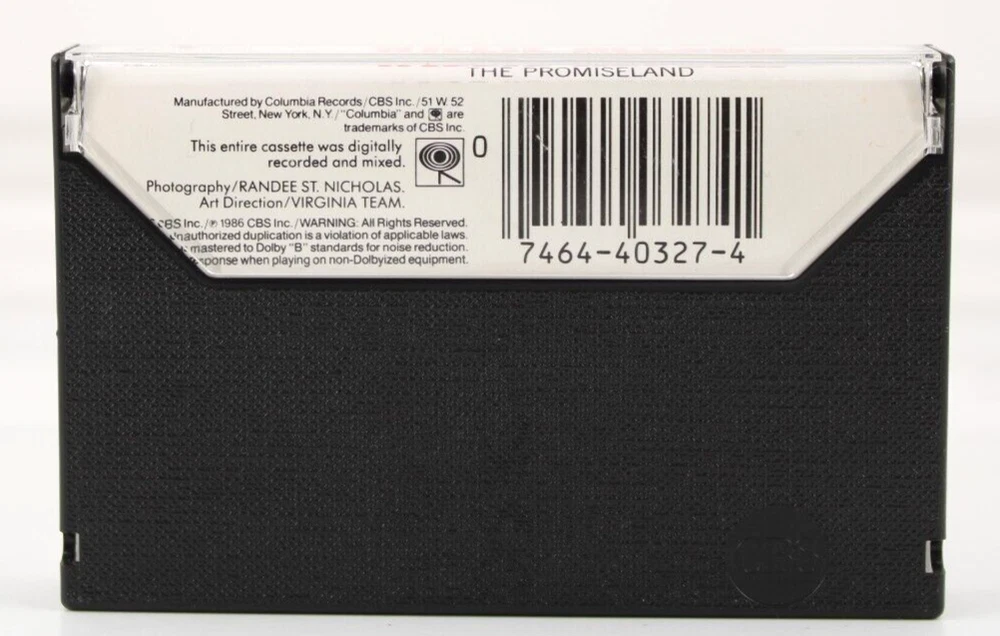 THE PROMISELAND
Manufactured by Columbia Records/CBS Inc./51 W. 52
Street, New York, N.Y./"Columbia" and are
trademarks of CBS Inc.
This entire cassette was digitally
recorded and mixed.
Photography/RANDEE ST. NICHOLAS.
Art Direction/VIRGINIA TEAM.
CBS Inc./℗ 1986 CBS Inc./WARNING: All Rights Reserved.
unauthorized duplication is a violation of applicable laws.
mastered to Dolby "B" standards for noise reduction.
when playing on non-Dolbyized equipment.
0
7464-40327-4